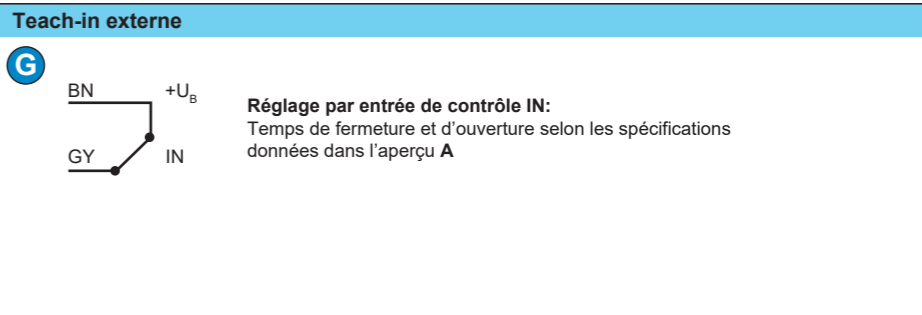 Teach-in externe
G
BN +UB
Réglage par entrée de contrôle IN:
Temps de fermeture et d’ouverture selon les spécifications
données dans l’aperçu A
GY IN